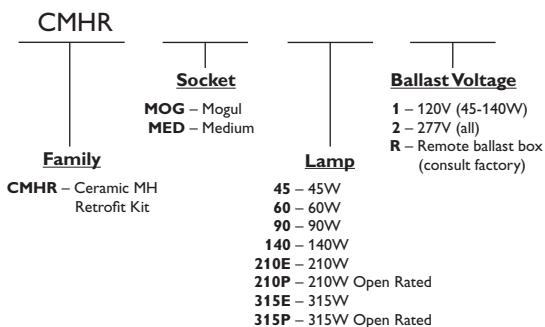 CMHR
Socket
MOG – Mogul
MED – Medium
Ballast Voltage
1 – 120V (45-140W)
2 – 277V (all)
R – Remote ballast box
(consult factory)
Family
CMHR – Ceramic MH
Retrofit Kit
Lamp
45 – 45W
60 – 60W
90 – 90W
140 – 140W
210E – 210W
210P – 210W Open Rated
315E – 315W
315P – 315W Open Rated